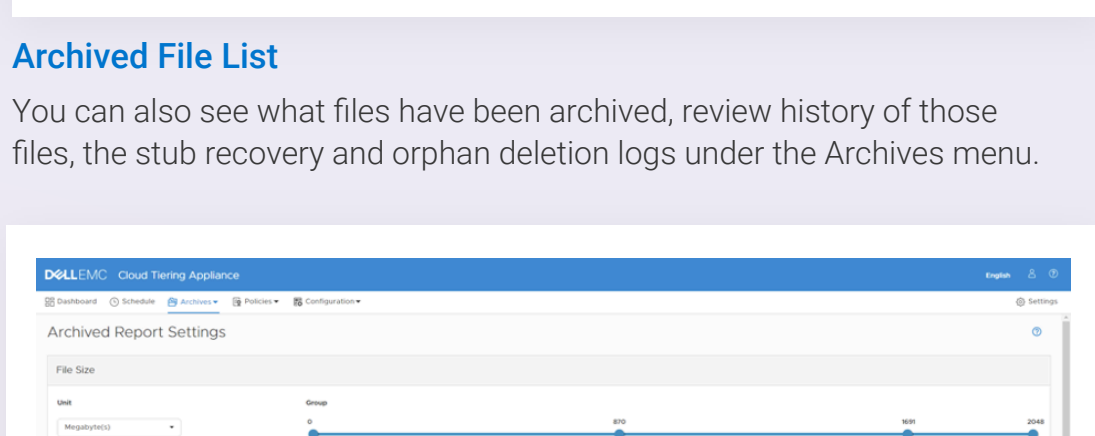 Archived File List
You can also see what files have been archived, review history of those
files, the stub recovery and orphan deletion logs under the Archives menu.
DELLEMC Cloud Tiering Appliance English
Dashboard Schedule Archives Policies Configuration Settings
Archived Report Settings
File Size
Unit Group
0 870 1691 2048
Megabyte(s)